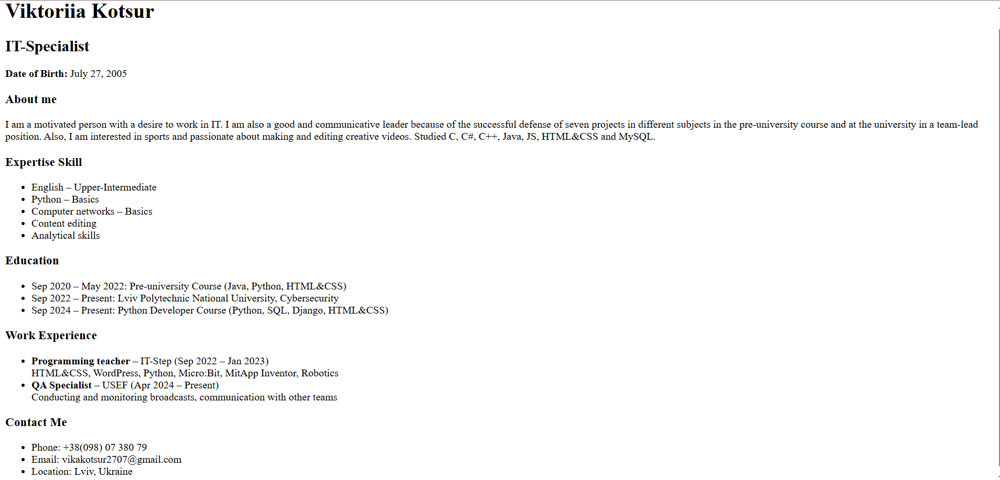 Viktoriia Kotsur
IT-Specialist
Date of Birth: July 27, 2005
About me
I am a motivated person with a desire to work in IT. I am also a good and communicative leader because of the successful defense of seven projects in different subjects in the pre-university course and at the university in a team-lead
position. Also, I am interested in sports and passionate about making and editing creative videos. Studied C, C#, C++, Java, JS, HTML&CSS and MySQL.
Expertise Skill
• English – Upper-Intermediate
• Python – Basics
• Computer networks – Basics
• Content editing
• Analytical skills
Education
• Sep 2020 – May 2022: Pre-university Course (Java, Python, HTML&CSS)
• Sep 2022 – Present: Lviv Polytechnic National University, Cybersecurity
• Sep 2024 – Present: Python Developer Course (Python, SQL, Django, HTML&CSS)
Work Experience
• Programming teacher – IT-Step (Sep 2022 – Jan 2023)
HTML&CSS, WordPress, Python, Micro:Bit, MitApp Inventor, Robotics
• QA Specialist – USEF (Apr 2024 – Present)
Conducting and monitoring broadcasts, communication with other teams
Contact Me
• Phone: +38(098) 07 380 79
• Email: vikakotsur2707@gmail.com
• Location: Lviv, Ukraine